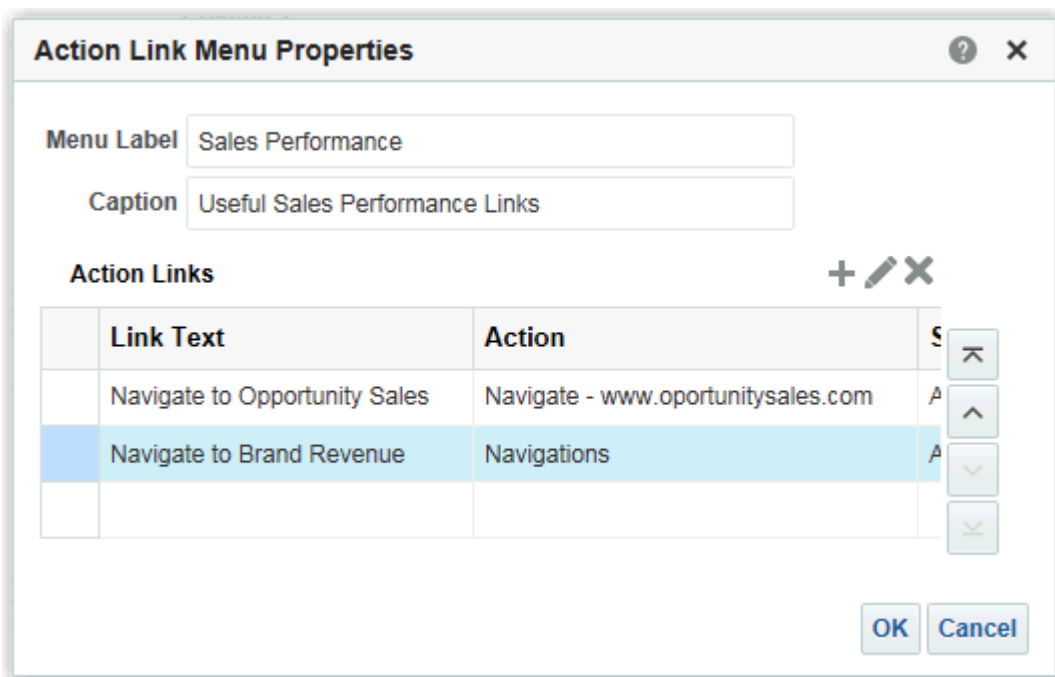 Action Link Menu Properties
Menu Label Sales Performance
Caption Useful Sales Performance Links
Action Links
Link Text Action S
Navigate to Opportunity Sales Navigate - www.oportunitysales.com A
Navigate to Brand Revenue Navigations A
OK Cancel